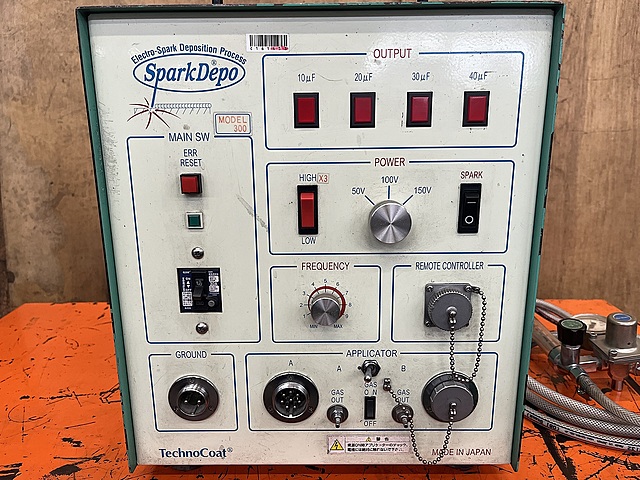 Electro-Spark Deposition Process
SparkDepo®
MODEL
300
OUTPUT
10μF 20μF 30μF 40μF
MAIN SW
ERR
RESET
POWER
HIGH X3
LOW
50V 100V 150V
SPARK
FREQUENCY
MIN MAX
REMOTE CONTROLLER
GROUND
APPLICATOR
A A B
GAS
OUT
GAS
ON
OFF
GAS
OUT
TechnoCoat®
MADE IN JAPAN